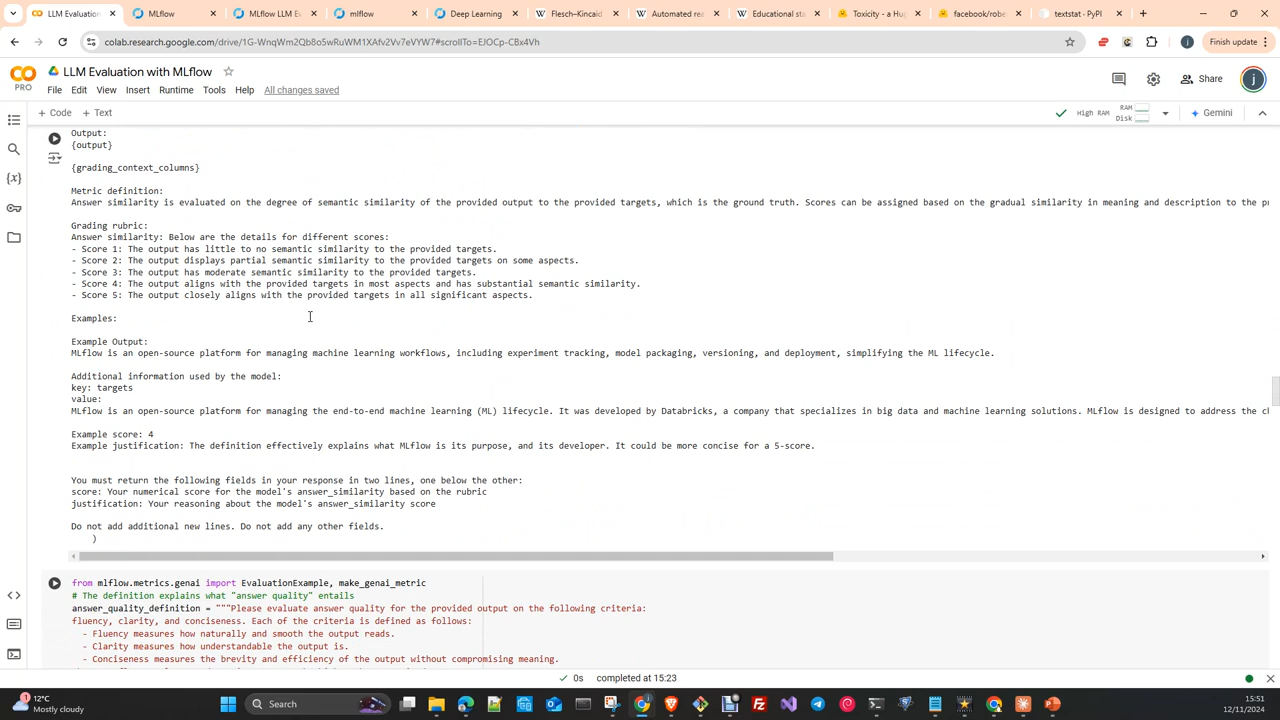 LLM Evaluation
MLflow
MLflow LLM E
mlflow
Deep Learning
Flesch–Kincaid
Automated rea
Educational sta
Toxicity - a Hug
facebook/robe
textstat · PyPI
colab.research.google.com/drive/1G-WnqWm2Qb8o5wRuWM1XAfv2Vv7eVYW7#scrollTo=EJOCp-CBx4Vh
Finish update
LLM Evaluation with MLflow
PRO
File Edit View Insert Runtime Tools Help All changes saved
Share
+ Code + Text
High RAM
RAM
Disk
Gemini
Output:
{output}
{grading_context_columns}
Metric definition:
Answer similarity is evaluated on the degree of semantic similarity of the provided output to the provided targets, which is the ground truth. Scores can be assigned based on the gradual similarity in meaning and description to the pr
Grading rubric:
Answer similarity: Below are the details for different scores:
- Score 1: The output has little to no semantic similarity to the provided targets.
- Score 2: The output displays partial semantic similarity to the provided targets on some aspects.
- Score 3: The output has moderate semantic similarity to the provided targets.
- Score 4: The output aligns with the provided targets in most aspects and has substantial semantic similarity.
- Score 5: The output closely aligns with the provided targets in all significant aspects.
Examples:
Example Output:
MLflow is an open-source platform for managing machine learning workflows, including experiment tracking, model packaging, versioning, and deployment, simplifying the ML lifecycle.
Additional information used by the model:
key: targets
value:
MLflow is an open-source platform for managing the end-to-end machine learning (ML) lifecycle. It was developed by Databricks, a company that specializes in big data and machine learning solutions. MLflow is designed to address the ch
Example score: 4
Example justification: The definition effectively explains what MLflow is its purpose, and its developer. It could be more concise for a 5-score.
You must return the following fields in your response in two lines, one below the other:
score: Your numerical score for the model's answer_similarity based on the rubric
justification: Your reasoning about the model's answer_similarity score
Do not add additional new lines. Do not add any other fields.
)
from mlflow.metrics.genai import EvaluationExample, make_genai_metric
# The definition explains what "answer quality" entails
answer_quality_definition = """Please evaluate answer quality for the provided output on the following criteria:
fluency, clarity, and conciseness. Each of the criteria is defined as follows:
- Fluency measures how naturally and smooth the output reads.
- Clarity measures how understandable the output is.
- Conciseness measures the brevity and efficiency of the output without compromising meaning.
0s completed at 15:23
12°C
Mostly cloudy
Search
15:51
12/11/2024